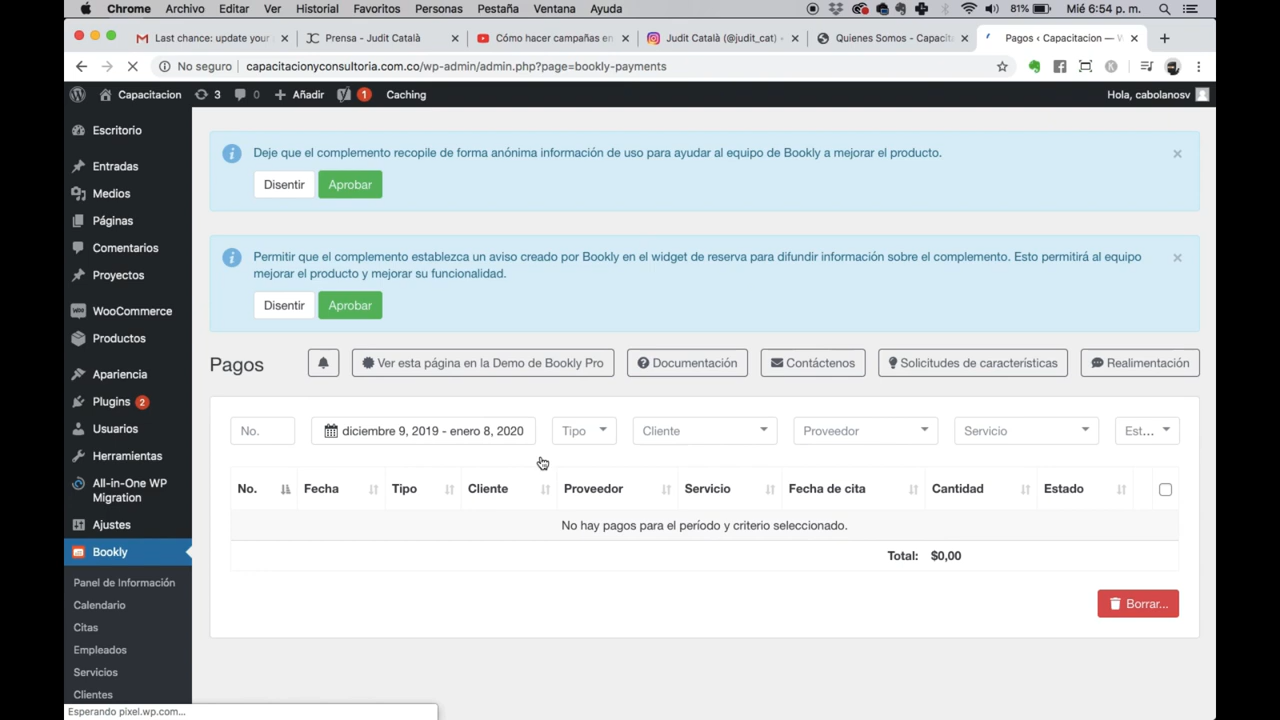 Chrome Archivo Editar Ver Historial Favoritos Personas Pestaña Ventana Ayuda 81% Mié 6:54 p. m.
Last chance: update your Prensa - Judit Català Cómo hacer campañas en Judit Català (@judit_cat) • Quienes Somos - Capacit Pagos ‹ Capacitacion — W
No seguro capacitacionyconsultoria.com.co/wp-admin/admin.php?page=bookly-payments
Capacitacion 3 0 Añadir 1 Caching Hola, cabolanosv
Escritorio
Entradas
Medios
Páginas
Comentarios
Proyectos
WooCommerce
Productos
Apariencia
Plugins 2
Usuarios
Herramientas
All-in-One WP
Migration
Ajustes
Bookly
Panel de Información
Calendario
Citas
Empleados
Servicios
Clientes
Deje que el complemento recopile de forma anónima información de uso para ayudar al equipo de Bookly a mejorar el producto.
Disentir Aprobar
Permitir que el complemento establezca un aviso creado por Bookly en el widget de reserva para difundir información sobre el complemento. Esto permitirá al equipo
mejorar el producto y mejorar su funcionalidad.
Disentir Aprobar
Pagos Ver esta página en la Demo de Bookly Pro Documentación Contáctenos Solicitudes de características Realimentación
No. diciembre 9, 2019 - enero 8, 2020 Tipo Cliente Proveedor Servicio Est...
No. Fecha Tipo Cliente Proveedor Servicio Fecha de cita Cantidad Estado
No hay pagos para el período y criterio seleccionado.
Total: $0,00
Borrar...
Esperando pixel.wp.com...